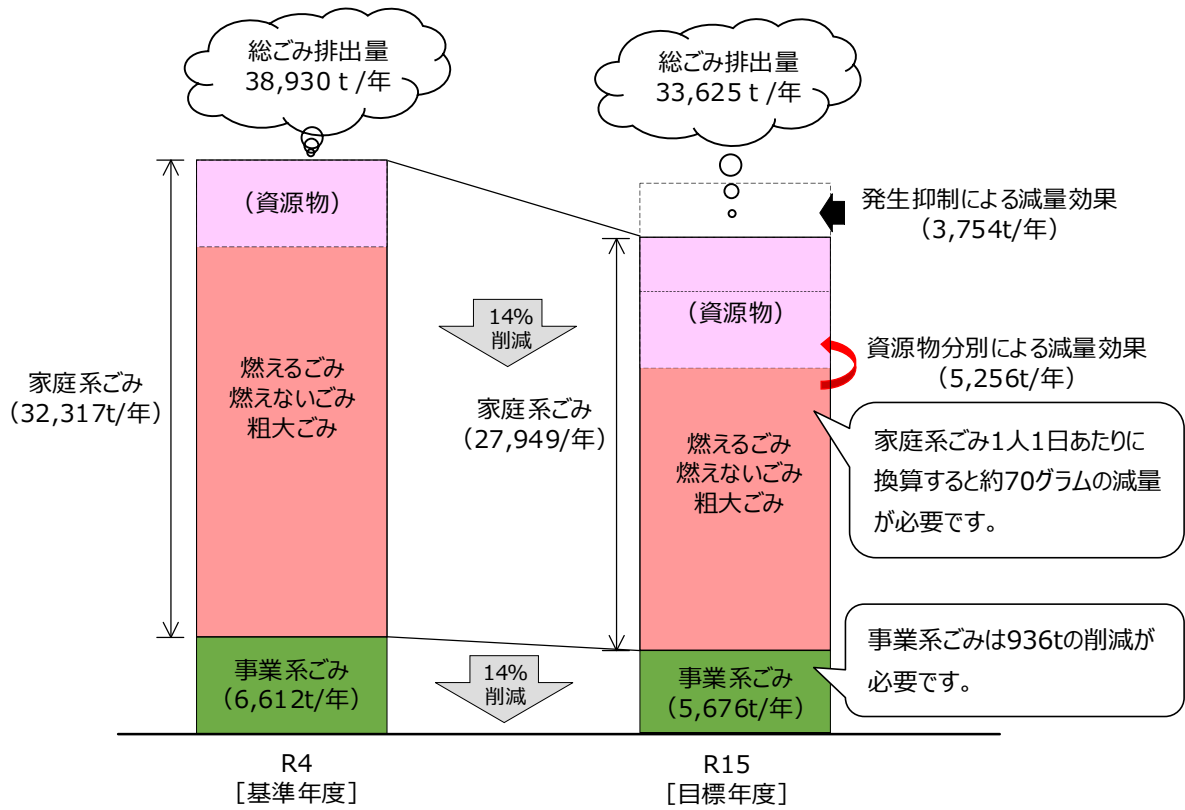 総ごみ排出量
38,930 t /年
総ごみ排出量
33,625 t /年
(資源物)
発生抑制による減量効果
(3,754t/年)
14%
削減
(資源物)
資源物分別による減量効果
(5,256t/年)
家庭系ごみ
(32,317t/年)
燃えるごみ
燃えないごみ
粗大ごみ
家庭系ごみ
(27,949/年)
燃えるごみ
燃えないごみ
粗大ごみ
家庭系ごみ1人1日あたりに
換算すると約70グラムの減量
が必要です。
事業系ごみ
(6,612t/年)
14%
削減
事業系ごみ
(5,676t/年)
事業系ごみは936tの削減が
必要です。
R4
[基準年度]
R15
[目標年度]